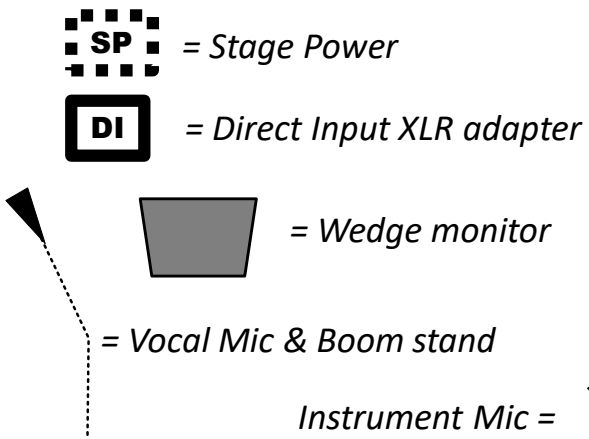 SP = Stage Power
DI = Direct Input XLR adapter
= Wedge monitor
= Vocal Mic & Boom stand
Instrument Mic =